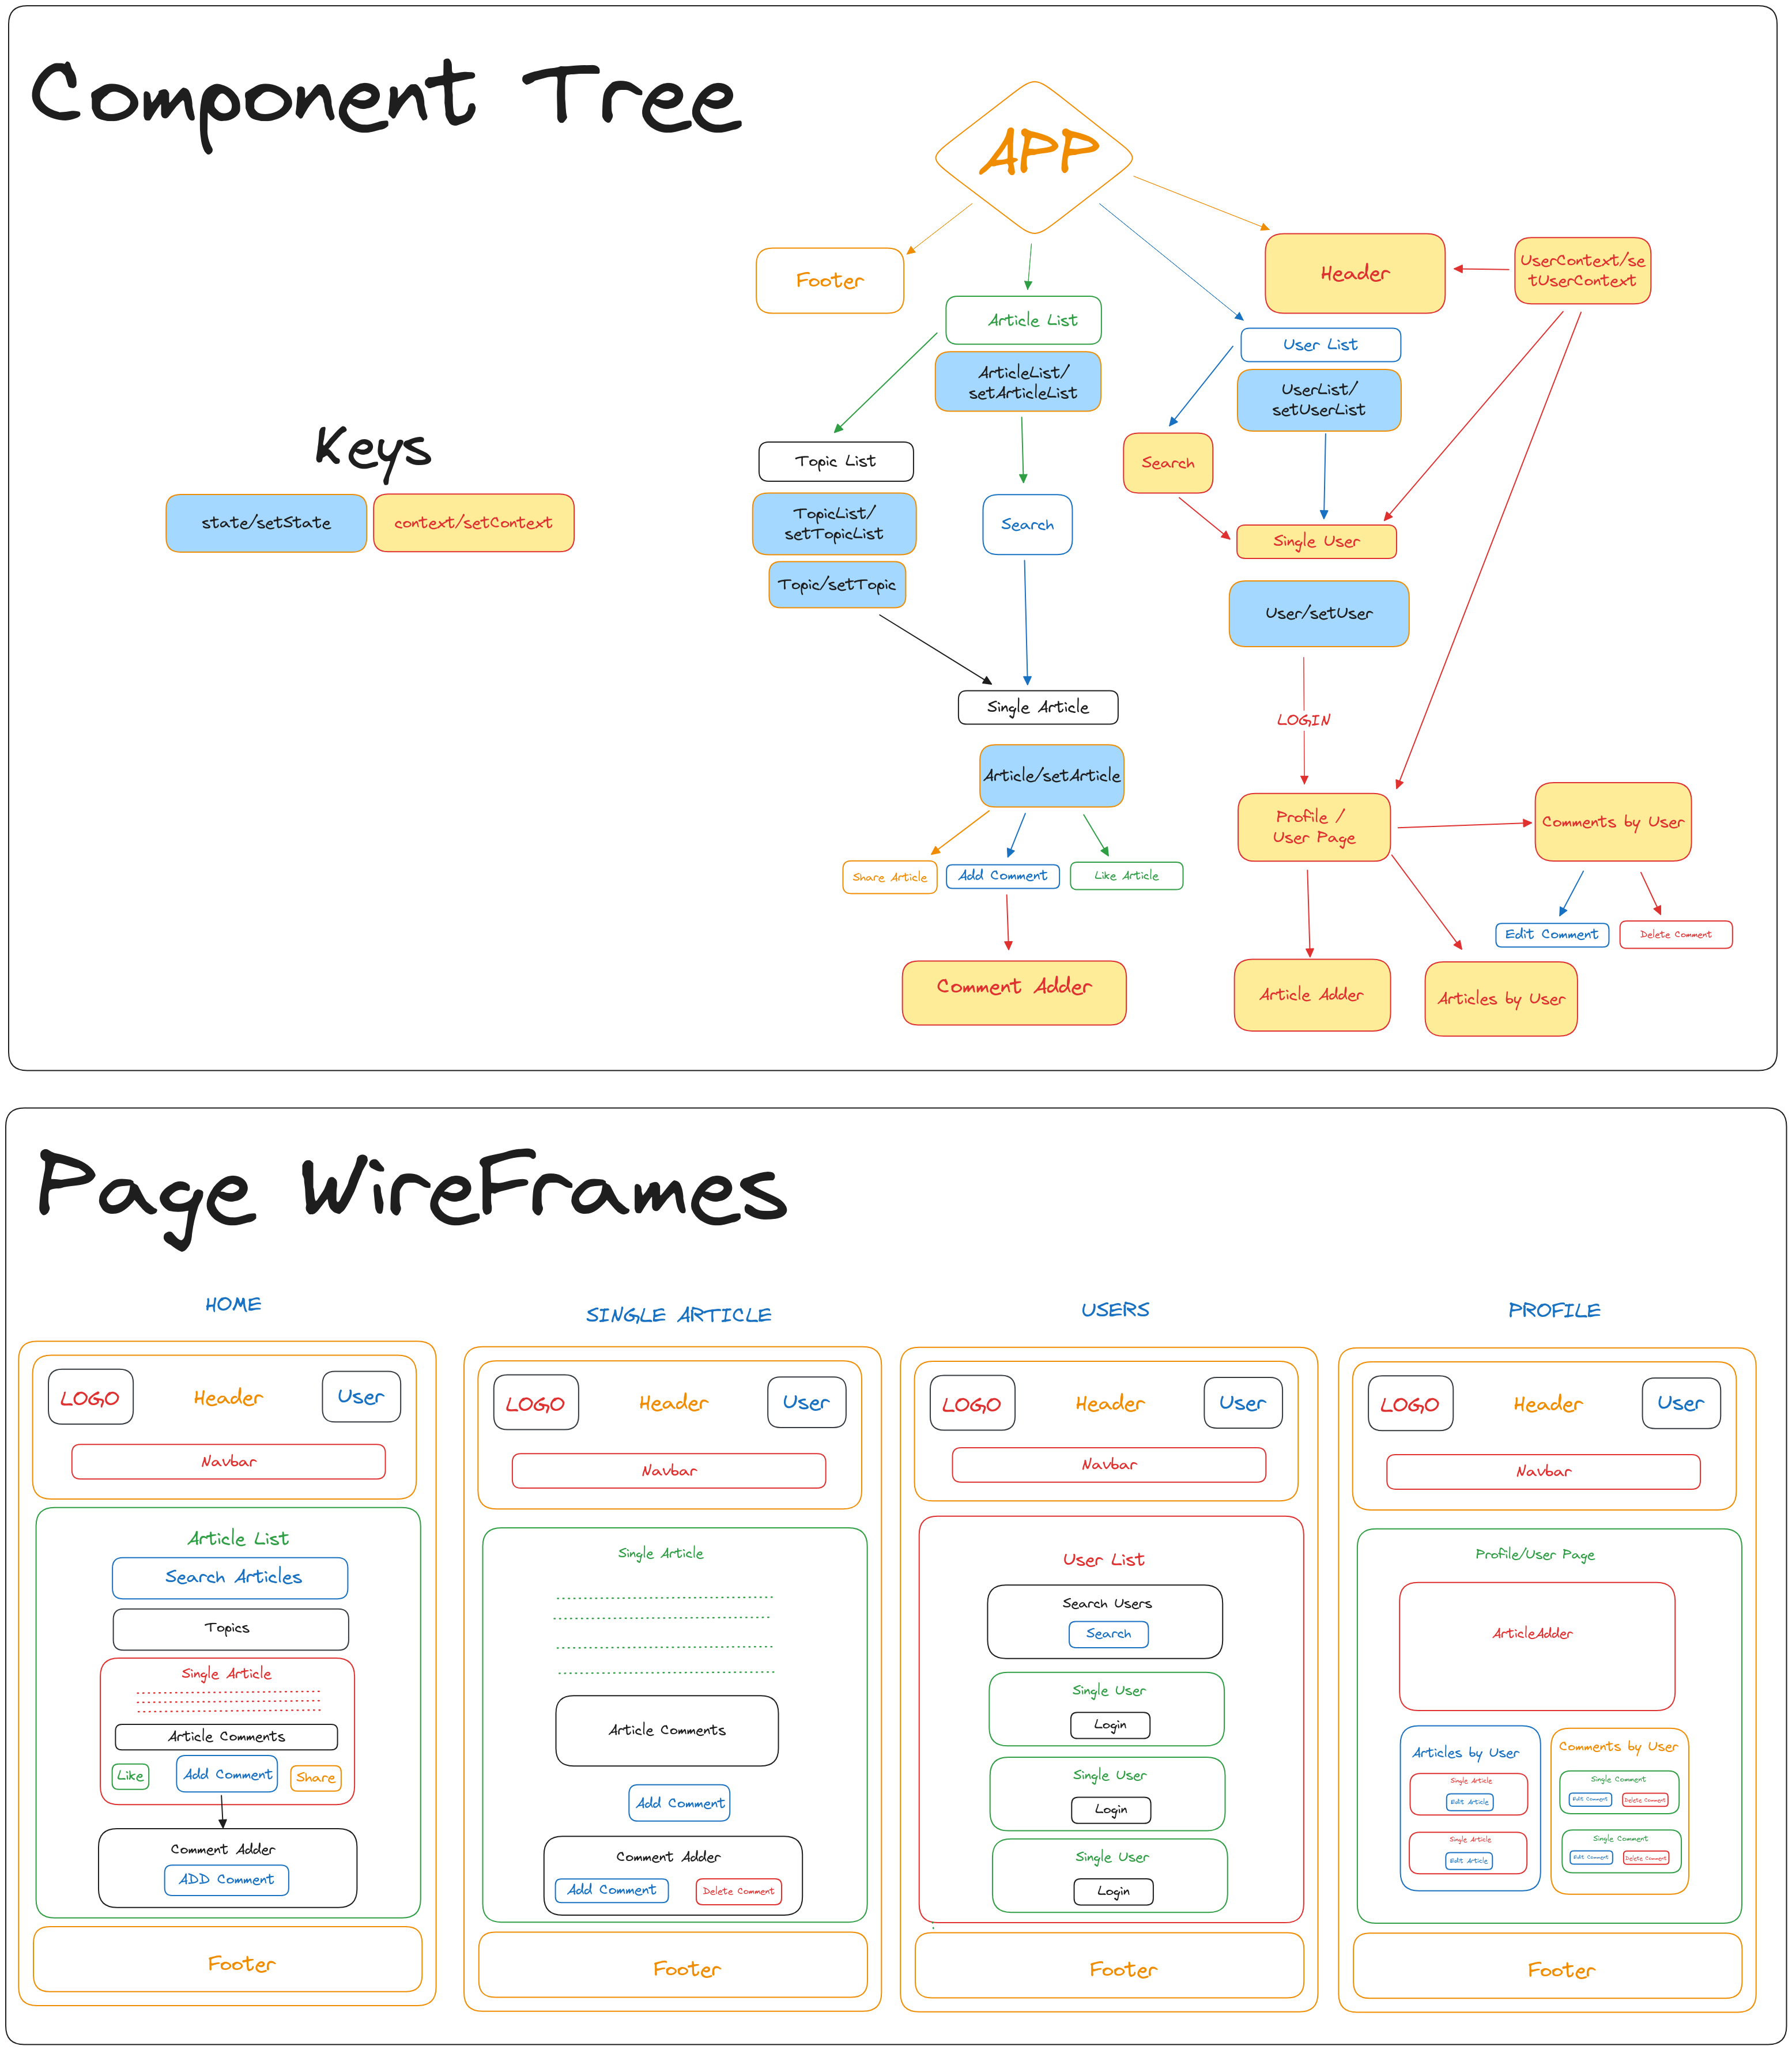 Component Tree
APP
Footer
Header
UserContext/se
tUserContext
Article List
User List
ArticleList/
setArticleList
UserList/
setUserList
Keys
state/setState
context/setContext
Topic List
Search
TopicList/
setTopicList
Search
Single User
Topic/setTopic
User/setUser
Single Article
LOGIN
Article/setArticle
Profile /
User Page
Comments by User
Share Article
Add Comment
Like Article
Edit Comment
Delete Comment
Comment Adder
Article Adder
Articles by User
Page WireFrames
HOME
LOGO
Header
User
Navbar
Article List
Search Articles
Topics
Single Article
Article Comments
Like
Add Comment
Share
Comment Adder
ADD Comment
Footer
SINGLE ARTICLE
LOGO
Header
User
Navbar
Single Article
Article Comments
Add Comment
Comment Adder
Add Comment
Delete Comment
Footer
USERS
LOGO
Header
User
Navbar
User List
Search Users
Search
Single User
Login
Single User
Login
Single User
Login
Footer
PROFILE
LOGO
Header
User
Navbar
Profile/User Page
ArticleAdder
Articles by User
Single Article
Edit Article
Single Article
Edit Article
Comments by User
Single Comment
Edit Comment
Delete Comment
Single Comment
Edit Comment
Delete Comment
Footer